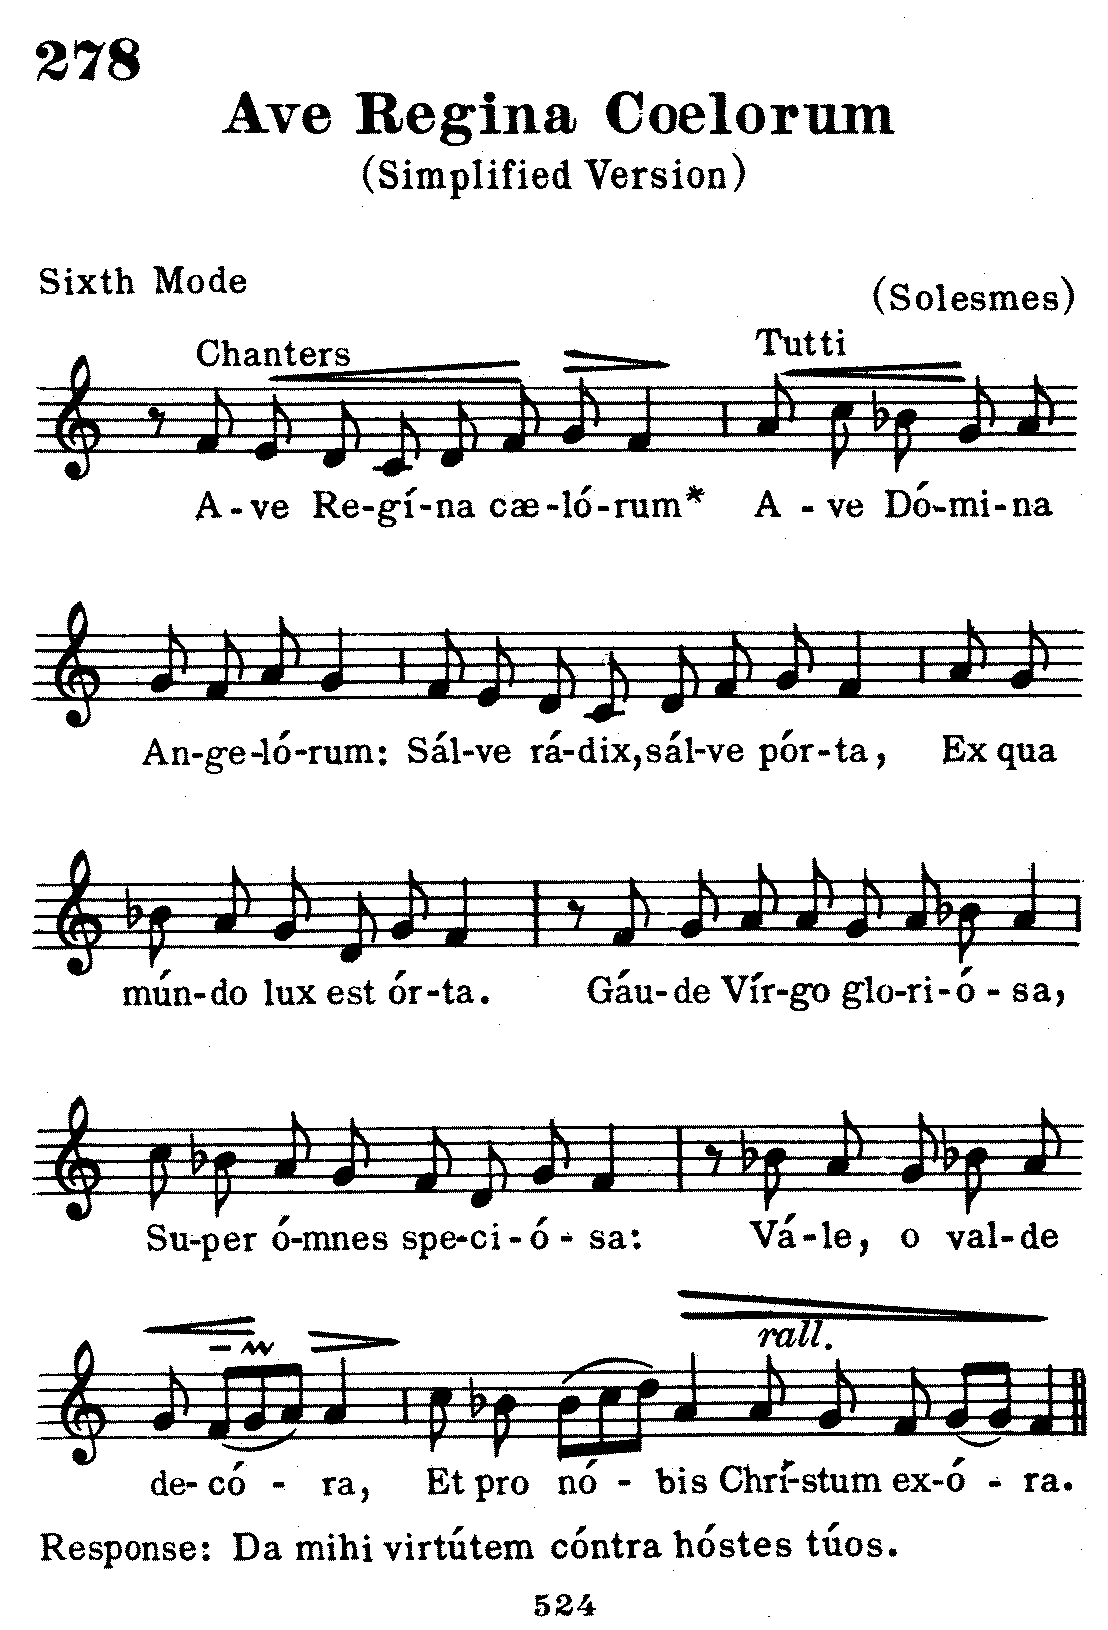 278
Ave Regina Coelorum
(Simplified Version)
Sixth Mode
(Solesmes)
Chanters
Tutti
A - ve Re-gí-na cæ-ló-rum* A - ve Dó-mi-na
An-ge-ló-rum: Sál-ve rá-dix, sál-ve pór-ta, Ex qua
mún-do lux est ór-ta. Gáu-de Vír-go glo-ri-ó - sa,
Su-per ó-mnes spe-ci-ó - sa: Vá-le, o val-de
rall.
de-có - ra, Et pro nó - bis Chrí-stum ex-ó - ra.
Response: Da mihi virtútem cóntra hóstes túos.
524